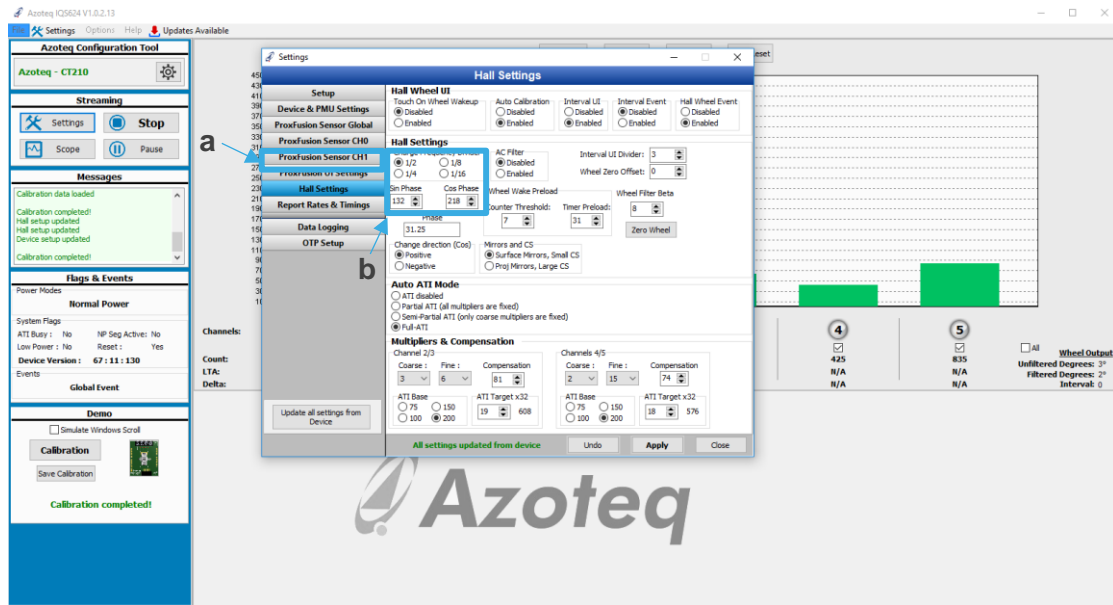 Azoteq IQS624 V1.0.2.13
Settings Options Help Updates Available
Azoteq Configuration Tool
Azoteq - CT210
Streaming
Settings Stop
Scope Pause
Messages
Calibration data loaded
Calibration completed!
Hall setup updated
Hall setup updated
Device setup updated
Calibration completed!
Flags & Events
Power Modes
Normal Power
System Flags
ATI Busy : No NP Seg Active: No
Low Power : No Reset : Yes
Device Version : 67 : 11 : 130
Events
Global Event
Demo
Simulate Windows Scroll
Calibration
Save Calibration
Calibration completed!
a
b
Settings
Hall Settings
Setup
Device & PMU Settings
ProxFusion Sensor Global
ProxFusion Sensor CH0
ProxFusion Sensor CH1
ProxFusion UI Settings
Hall Settings
Report Rates & Timings
Data Logging
OTP Setup
Update all settings from
Device
Hall Wheel UI
Touch On Wheel Wakeup Auto Calibration Interval UI Interval Event Hall Wheel Event
Disabled Disabled Disabled Disabled Disabled
Enabled Enabled Enabled Enabled Enabled
Hall Settings
Charge Frequency Divider AC Filter Interval UI Divider: 3
1/2 1/8 Disabled
1/4 1/16 Enabled Wheel Zero Offset: 0
Sin Phase Cos Phase Wheel Wake Preload Wheel Filter Beta
132 218 Counter Threshold: Timer Preload: 8
Phase 7 31
31.25 Zero Wheel
Change direction (Cos) Mirrors and CS
Positive Surface Mirrors, Small CS
Negative Proj Mirrors, Large CS
Auto ATI Mode
ATI disabled
Partial ATI (all multipliers are fixed)
Semi-Partial ATI (only coarse multipliers are fixed)
Full-ATI
Multipliers & Compensation
Channel 2/3 Channels 4/5
Coarse : Fine : Compensation Coarse : Fine : Compensation
3 6 81 2 15 74
ATI Base ATI Target x32 ATI Base ATI Target x32
75 150 19 608 75 150 18 576
100 200 100 200
All settings updated from device Undo Apply Close
Channels: 4 5
All
Count: 425 835
LTA: N/A N/A
Delta: N/A N/A
Wheel Output
Unfiltered Degrees: 3°
Filtered Degrees: 2°
Interval: 0
Azoteq